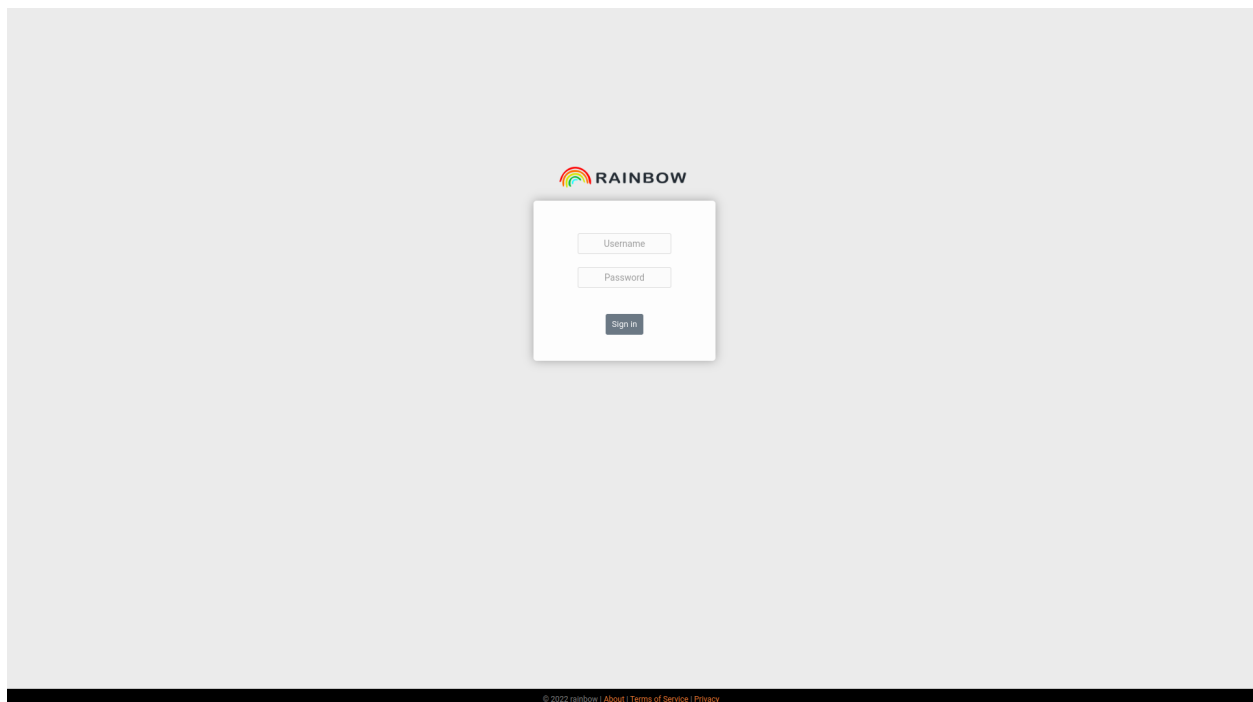 RAINBOW
Username
Password
Sign in
© 2022 rainbow | About | Terms of Service | Privacy